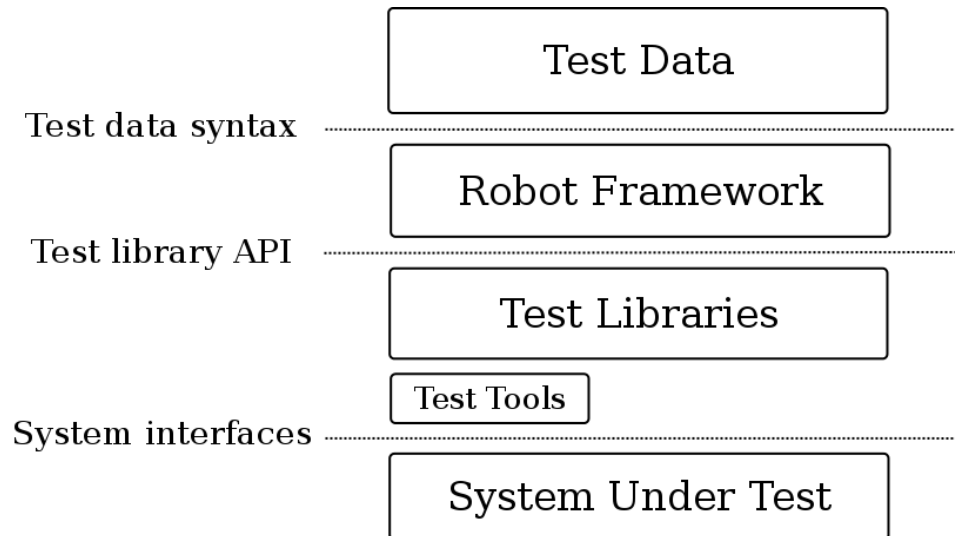 Test Data
Test data syntax
Robot Framework
Test library API
Test Libraries
Test Tools
System interfaces
System Under Test